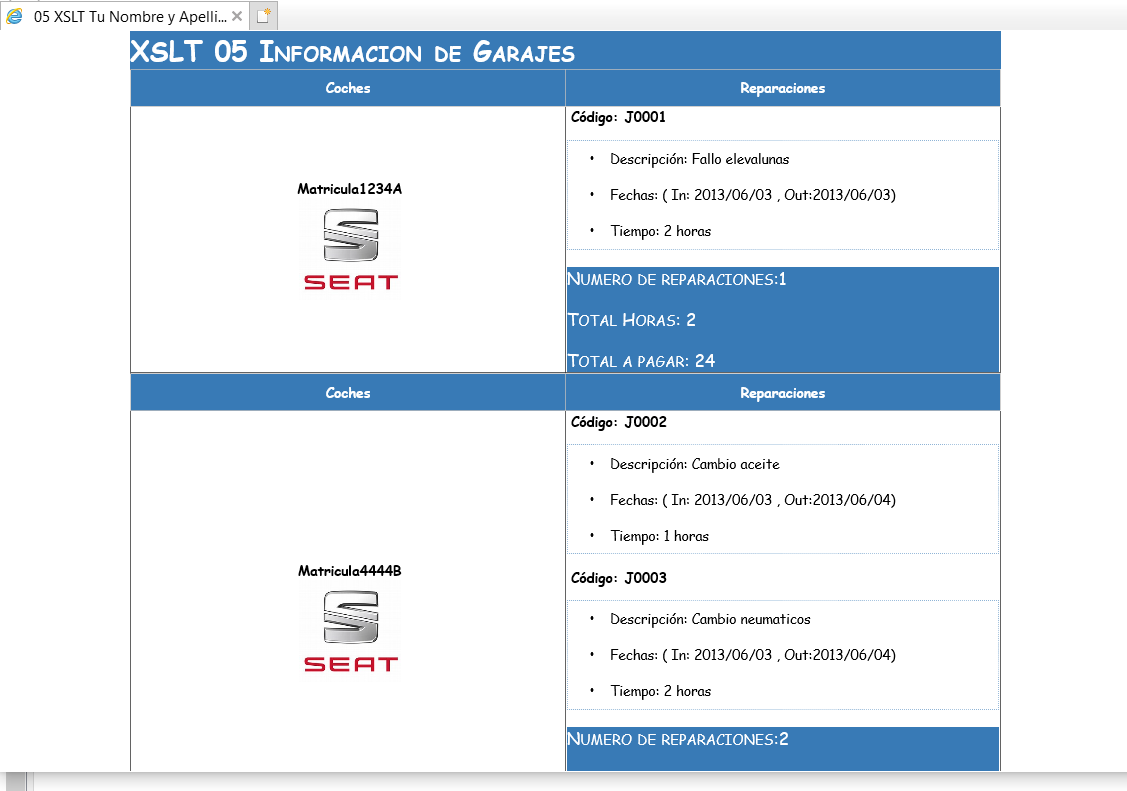 05 XSLT Tu Nombre y Apelli...
XSLT 05 Informacion de Garajes
Coches Reparaciones
Código: J0001
• Descripción: Fallo elevalunas
• Fechas: ( In: 2013/06/03 , Out:2013/06/03)
Matricula1234A
• Tiempo: 2 horas
SEAT
Numero de reparaciones:1
Total Horas: 2
Total a pagar: 24
Coches Reparaciones
Código: J0002
• Descripción: Cambio aceite
• Fechas: ( In: 2013/06/03 , Out:2013/06/04)
• Tiempo: 1 horas
Matricula4444B
Código: J0003
• Descripción: Cambio neumaticos
• Fechas: ( In: 2013/06/03 , Out:2013/06/04)
SEAT
• Tiempo: 2 horas
Numero de reparaciones:2